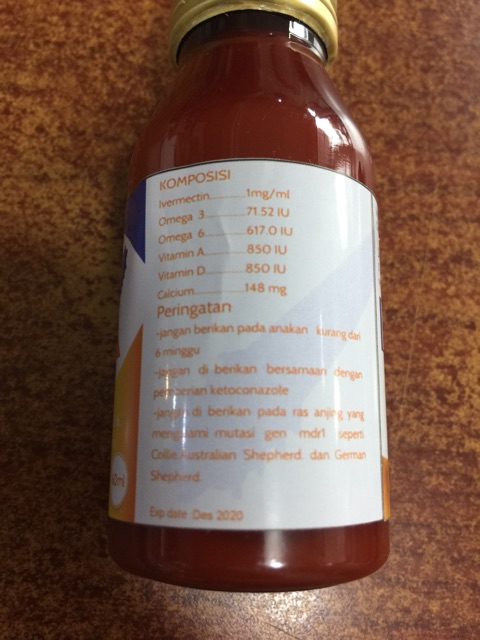 KOMPOSISI
Ivermectin............1mg/ml
Omega 3............71.52 IU
Omega 6............617.0 IU
Vitamin A............850 IU
Vitamin D............850 IU
Calcium...............148 mg
Peringatan
-jangan berikan pada anakan kurang dari
6 minggu
-jangan di berikan bersamaan dengan
pemberian ketoconazole
-jangan di berikan pada ras anjing yang
mengalami mutasi gen mdr1 seperti
Collie Australian Shepherd dan German
Shepherd.
Exp date :Des 2020